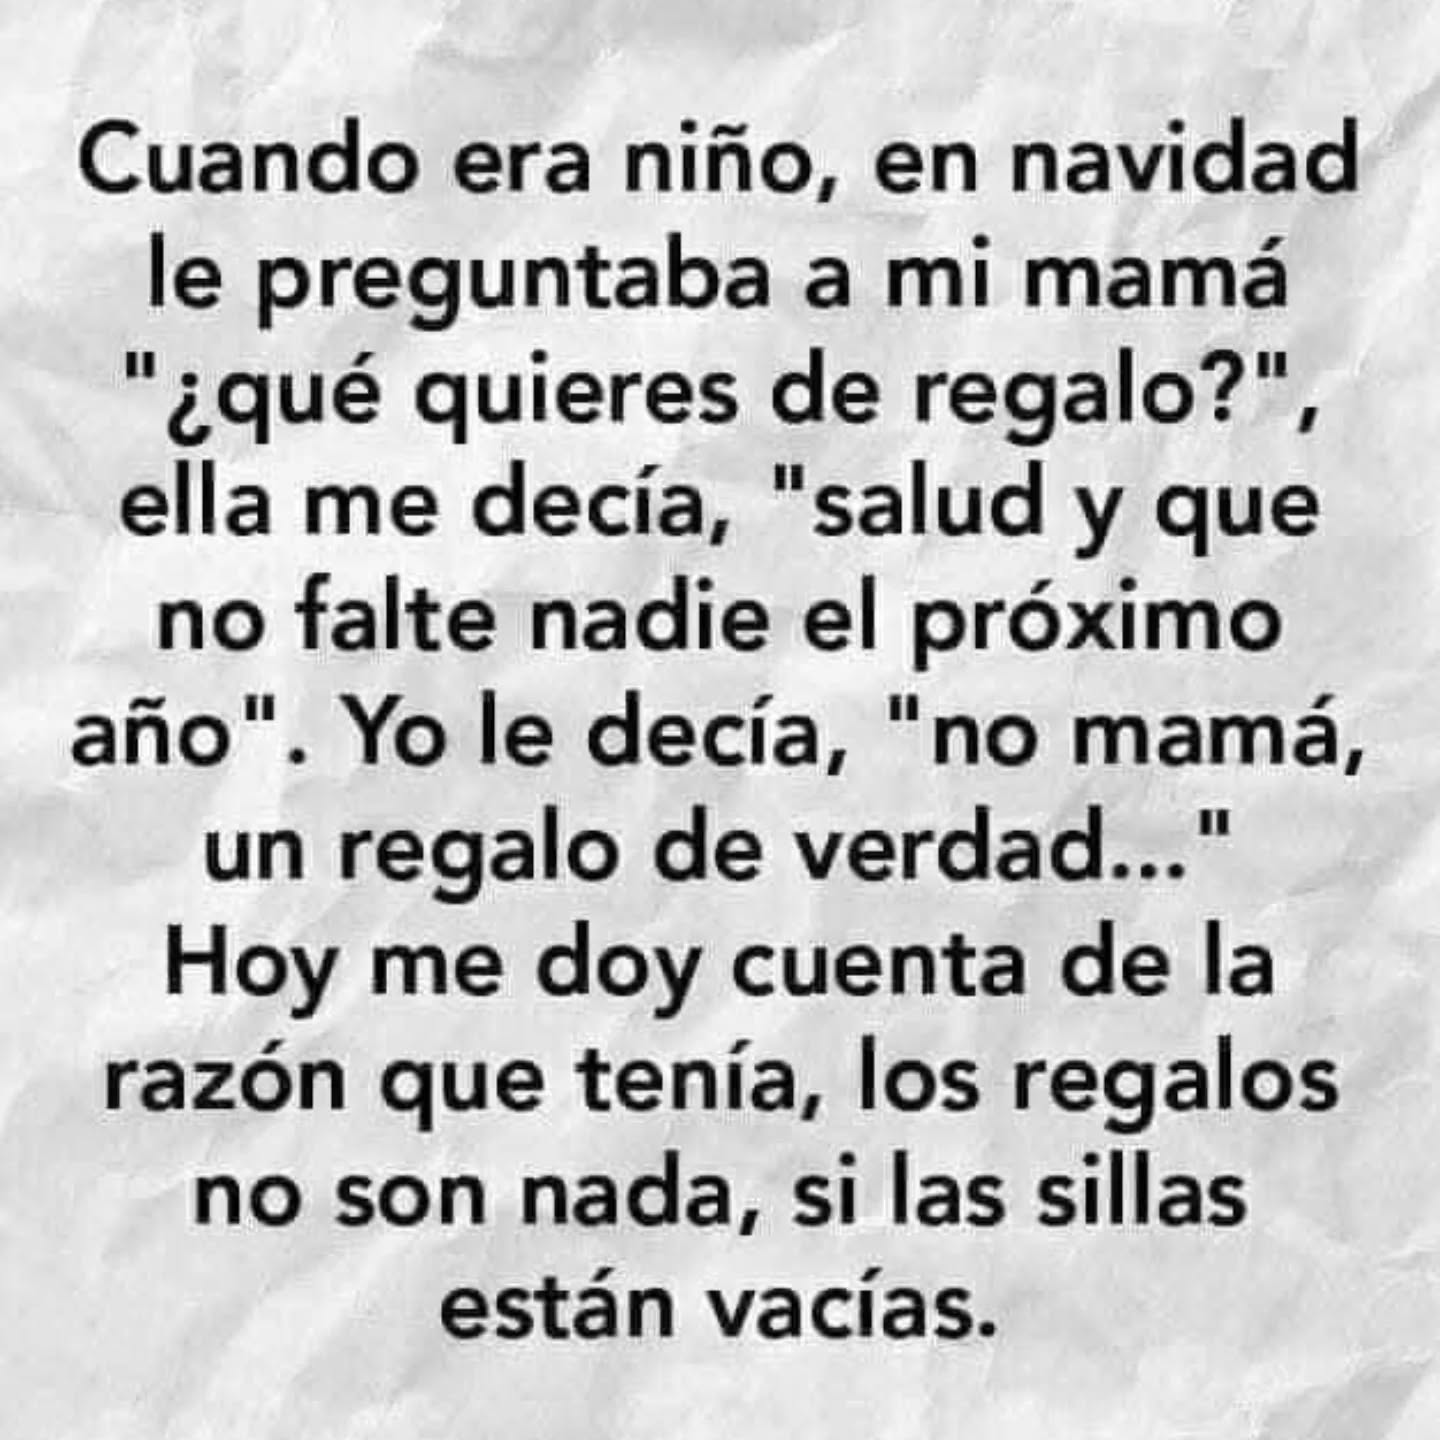 Cuando era niño, en navidad
le preguntaba a mi mamá
"¿qué quieres de regalo?",
ella me decía, "salud y que
no falte nadie el próximo
año". Yo le decía, "no mamá,
un regalo de verdad..."
Hoy me doy cuenta de la
razón que tenía, los regalos
no son nada, si las sillas
están vacías.